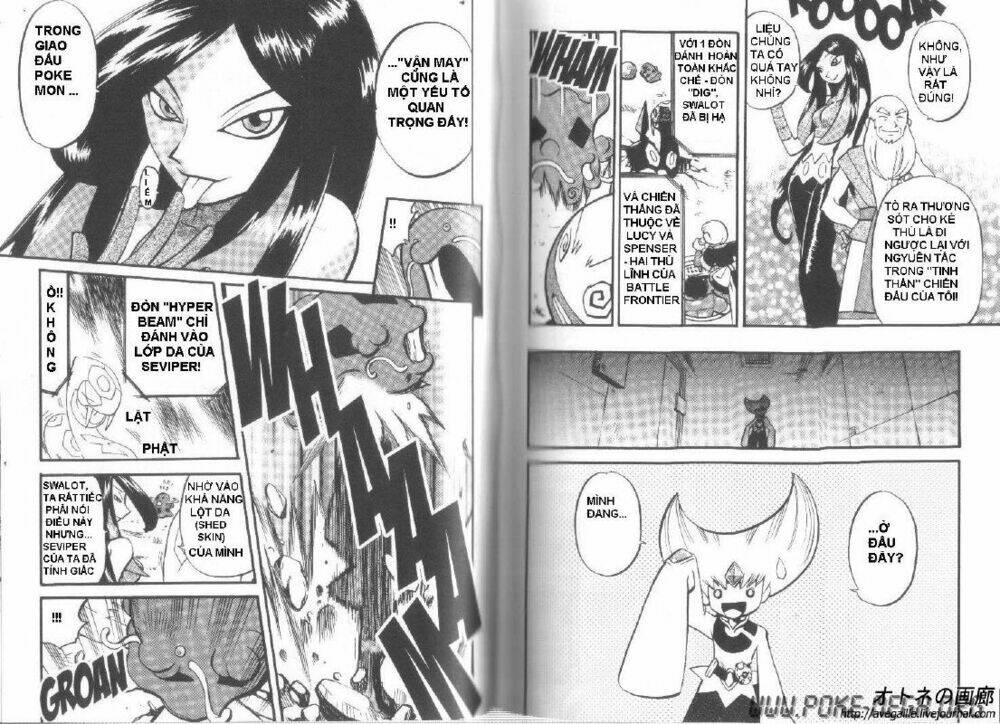 TRONG
GIAO
ĐẤU
POKE
MON...
..."VẬN MAY"
CŨNG LÀ
MỘT YẾU TỐ
QUAN
TRỌNG ĐẤY!
LIẾM
!!
Ồ!!
KHÔNG
ĐÒN "HYPER
BEAM" CHỈ
ĐÁNH VÀO
LỚP DA CỦA
SEVIPER!
LẬT
PHẬT
WHAHAHA
SWALOT,
TA RẤT TIẾC
PHẢI NÓI
ĐIỀU NÀY
NHƯNG...
SEVIPER
CỦA TA ĐÃ
TỈNH GIẤC
NHỜ VÀO
KHẢ NĂNG
LỘT DA
(SHED
SKIN)
CỦA MÌNH
!!!
GROAN
WHAM
VỚI 1 ĐÒN
ĐÁNH HOÀN
TOÀN KHẮC
CHẾ - ĐÒN
"DIG",
SWALOT
ĐÃ BỊ HẠ
VÀ CHIẾN
THẮNG ĐÃ
THUỘC VỀ
LUCY VÀ
SPENSER
- HAI THỦ
LĨNH CỦA
BATTLE
FRONTIER
LIỆU
CHÚNG
TA CÓ
QUÁ TAY
KHÔNG
NHỈ?
KHÔNG,
NHƯ
VẬY LÀ
RẤT
ĐÚNG!
TỎ RA THƯƠNG
SÓT CHO KẺ
THÙ LÀ ĐI
NGƯỢC LẠI VỚI
NGYUÊN TẮC
TRONG "TINH
THẦN" CHIẾN
ĐẤU CỦA TÔI!
MÌNH
ĐANG...
...Ở
ĐÂU
ĐÂY?
オトネの画廊